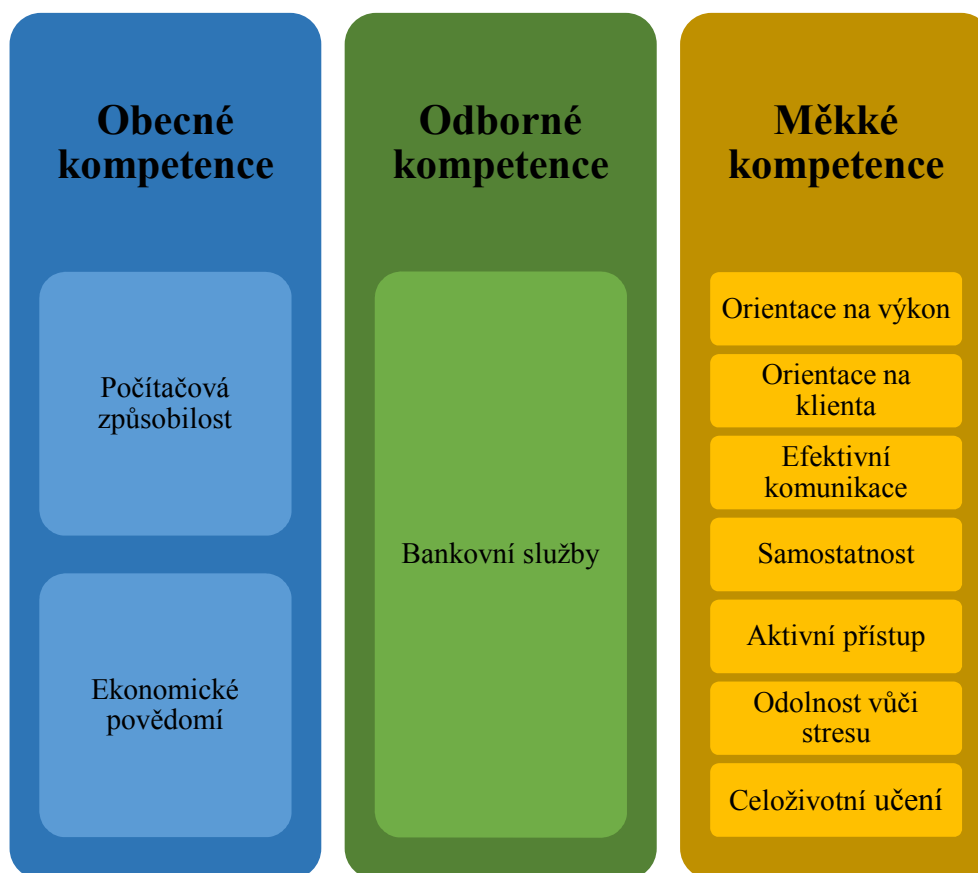 Obecné
kompetence
Počítačová
způsobilost
Ekonomické
povědomí
Odborné
kompetence
Bankovní služby
Měkké
kompetence
Orientace na výkon
Orientace na
klienta
Efektivní
komunikace
Samostatnost
Aktivní přístup
Odolnost vůči
stresu
Celoživotní učení